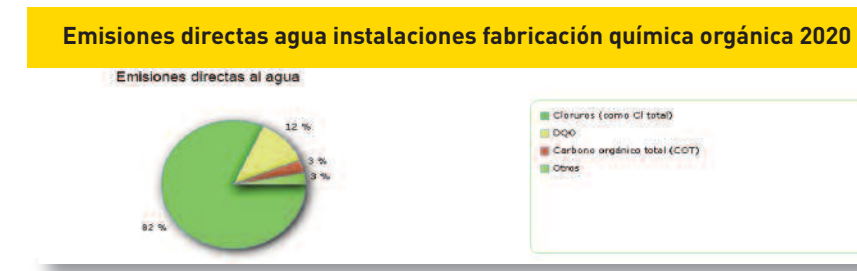 Emisiones directas agua instalaciones fabricación química orgánica 2020
Emisiones directas al agua
12 %
3 %
3 %
82 %
Cloruros (como Cl total)
DQO
Carbono orgánico total (COT)
Otros